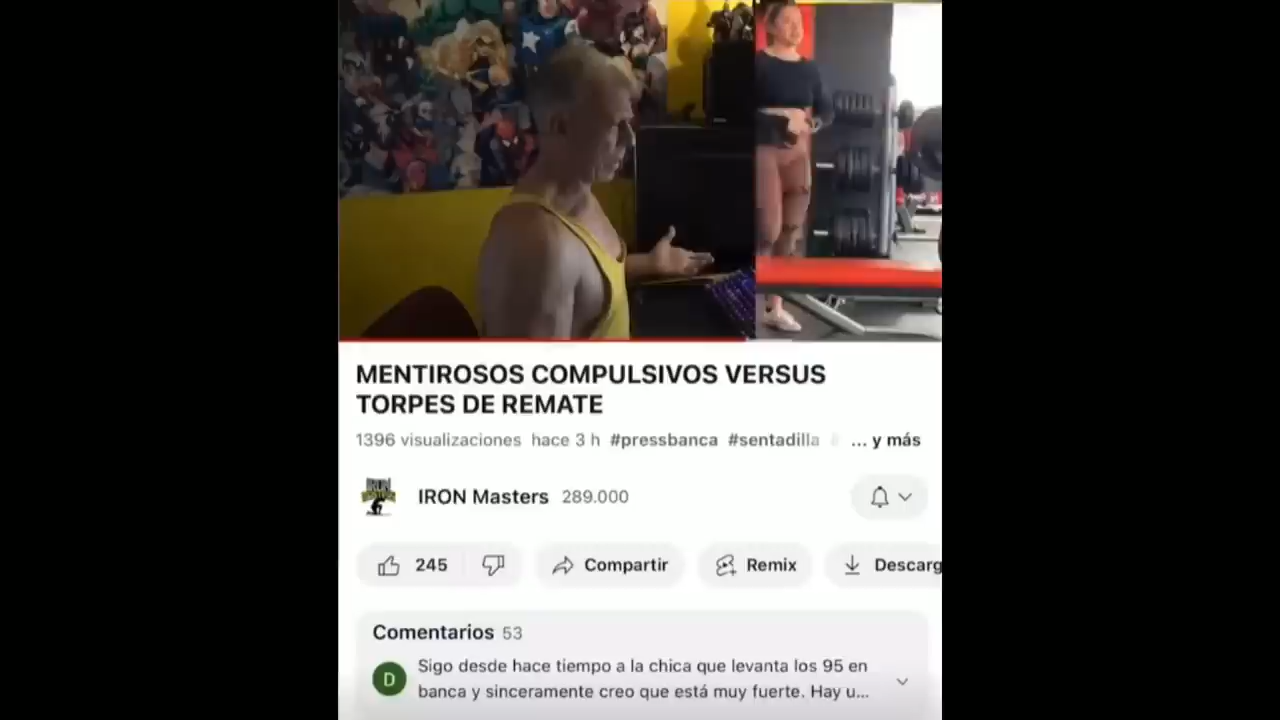 MENTIROSOS COMPULSIVOS VERSUS
TORPES DE REMATE
1396 visualizaciones hace 3 h #pressbanca #sentadilla ... y más
IRON Masters 289.000
245 Compartir Remix Descarg
Comentarios 53
D Sigo desde hace tiempo a la chica que levanta los 95 en
banca y sinceramente creo que está muy fuerte. Hay u...